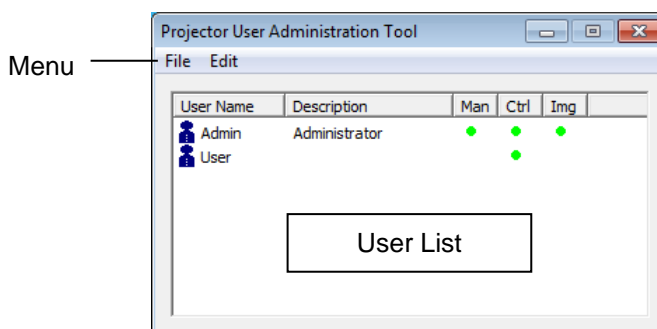 Projector User Administration Tool
Menu
File Edit
User Name Description Man Ctrl Img
Admin Administrator
User
User List